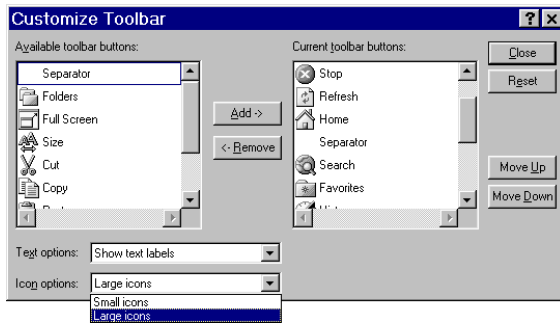 Customize Toolbar
Available toolbar buttons:
Separator
Folders
Full Screen
Size
Cut
Copy
Add ->
<- Remove
Current toolbar buttons:
Stop
Refresh
Home
Separator
Search
Favorites
Close
Reset
Move Up
Move Down
Text options: Show text labels
Icon options: Large icons
Small icons
Large icons